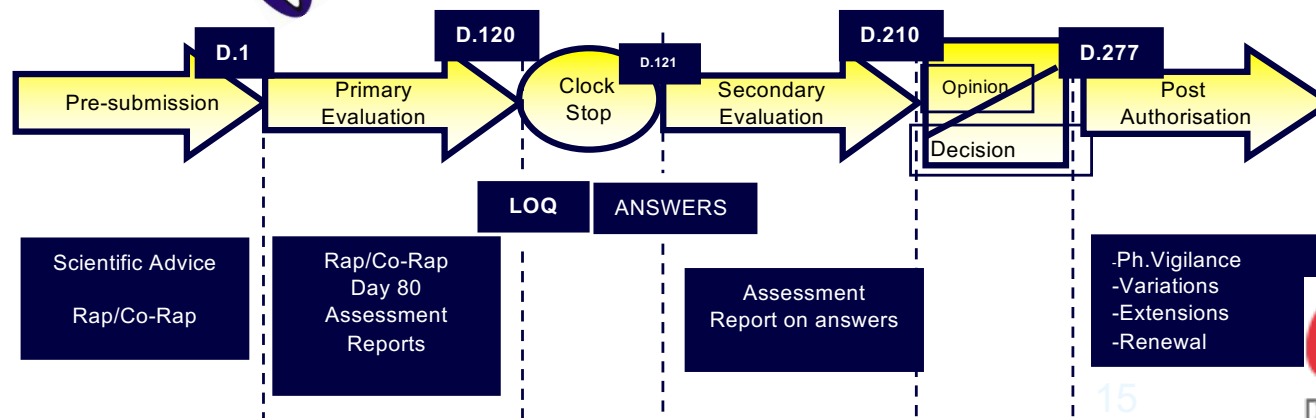 D.1
D.120
D.121
D.210
D.277
Pre-submission
Primary
Evaluation
Clock
Stop
Secondary
Evaluation
Opinion
Decision
Post
Authorisation
LOQ
ANSWERS
Scientific Advice
Rap/Co-Rap
Rap/Co-Rap
Day 80
Assessment
Reports
Assessment
Report on answers
-Ph.Vigilance
-Variations
-Extensions
-Renewal
15